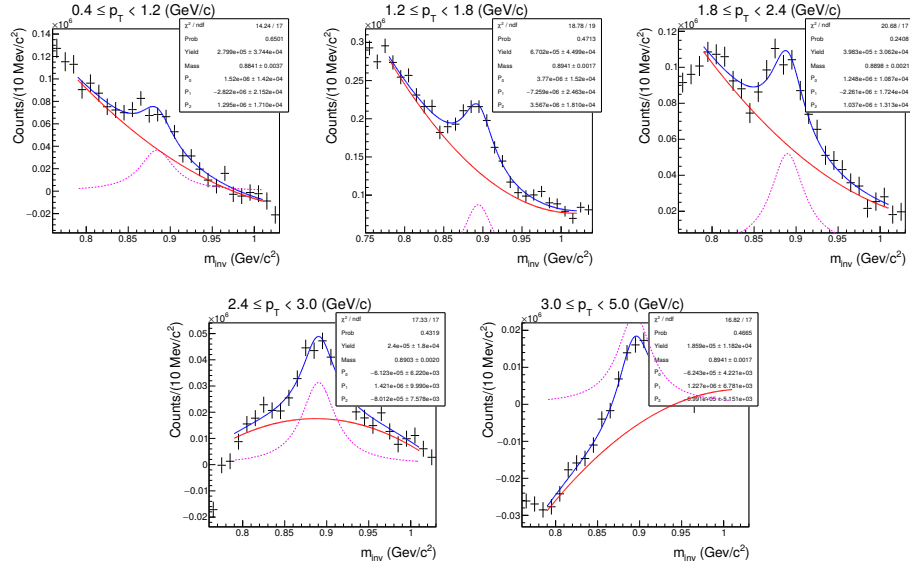 0.4 ≤ p_T < 1.2 (GeV/c)
×10^6
Counts/(10 Mev/c²)
χ² / ndf 14.24 / 17
Prob 0.6501
Yield 2.799e+05 ± 3.744e+04
Mass 0.8841 ± 0.0037
P₀ 1.52e+06 ± 1.42e+04
P₁ −2.822e+06 ± 2.152e+04
P₂ 1.295e+06 ± 1.710e+04
0.14
0.12
0.1
0.08
0.06
0.04
0.02
0
−0.02
0.8 0.85 0.9 0.95 1
m_inv (Gev/c²)
1.2 ≤ p_T < 1.8 (GeV/c)
×10^6
Counts/(10 Mev/c²)
χ² / ndf 18.78 / 19
Prob 0.4713
Yield 6.702e+05 ± 4.499e+04
Mass 0.8941 ± 0.0017
P₀ 3.77e+06 ± 1.52e+04
P₁ −7.259e+06 ± 2.463e+04
P₂ 3.567e+06 ± 1.810e+04
0.3
0.25
0.2
0.15
0.1
0.75 0.8 0.85 0.9 0.95 1
m_inv (Gev/c²)
1.8 ≤ p_T < 2.4 (GeV/c)
×10^6
Counts/(10 Mev/c²)
χ² / ndf 20.68 / 17
Prob 0.2408
Yield 3.983e+05 ± 3.062e+04
Mass 0.8898 ± 0.0021
P₀ 1.248e+06 ± 1.087e+04
P₁ −2.261e+06 ± 1.724e+04
P₂ 1.037e+06 ± 1.313e+04
0.12
0.1
0.08
0.06
0.04
0.02
0.8 0.85 0.9 0.95 1
m_inv (Gev/c²)
2.4 ≤ p_T < 3.0 (GeV/c)
×10^6
Counts/(10 Mev/c²)
χ² / ndf 17.33 / 17
Prob 0.4319
Yield 2.4e+05 ± 1.8e+04
Mass 0.8903 ± 0.0020
P₀ −6.123e+05 ± 6.220e+03
P₁ 1.421e+06 ± 9.990e+03
P₂ −8.012e+05 ± 7.578e+03
0.05
0.04
0.03
0.02
0.01
0
−0.01
−0.02
0.8 0.85 0.9 0.95 1
m_inv (Gev/c²)
3.0 ≤ p_T < 5.0 (GeV/c)
×10^6
Counts/(10 Mev/c²)
χ² / ndf 16.82 / 17
Prob 0.4665
Yield 1.859e+05 ± 1.182e+04
Mass 0.8941 ± 0.0017
P₀ −6.243e+05 ± 4.221e+03
P₁ 1.227e+06 ± 6.781e+03
P₂
0.02
0.01
0
−0.01
−0.02
−0.03
0.8 0.85 0.9 0.95 1
m_inv (Gev/c²)